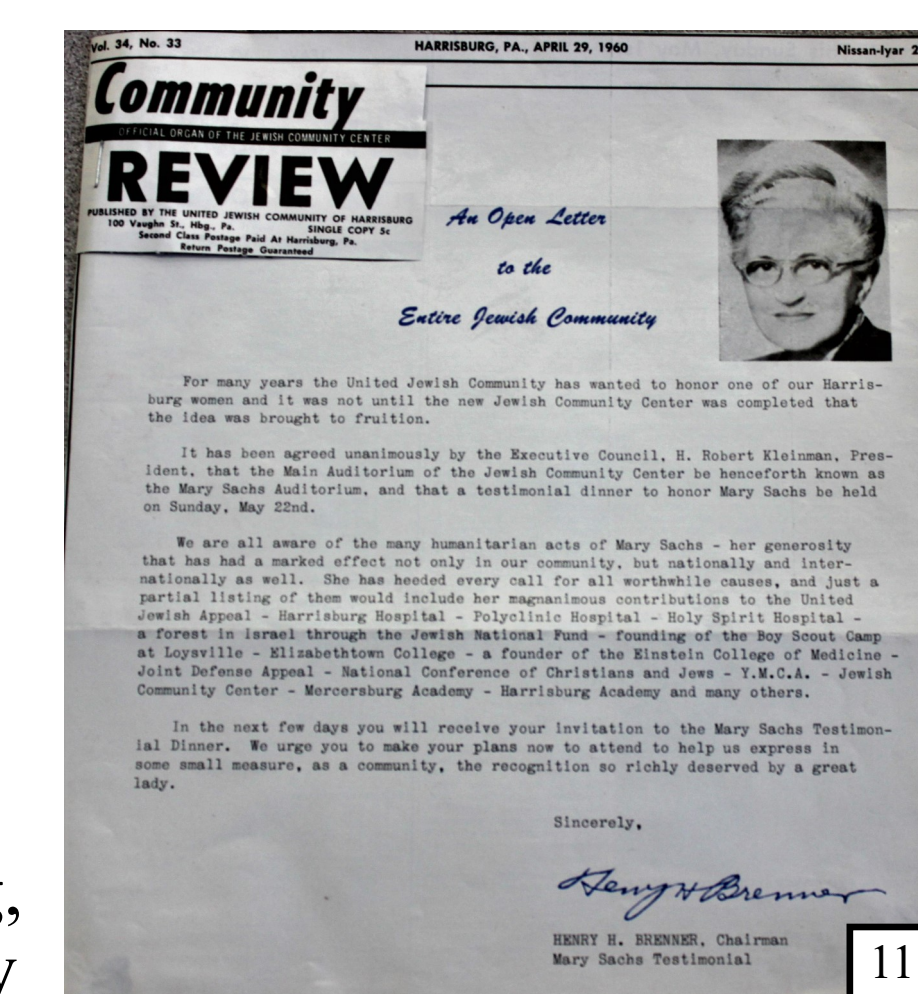 Vol. 34, No. 33
HARRISBURG, PA., APRIL 29, 1960
Nissan-Iyar 2
Community
OFFICIAL ORGAN OF THE JEWISH COMMUNITY CENTER
REVIEW
PUBLISHED BY THE UNITED JEWISH COMMUNITY OF HARRISBURG
100 Vaughn St., Hbg., Pa. SINGLE COPY 5c
Second Class Postage Paid At Harrisburg, Pa.
Return Postage Guaranteed
An Open Letter
to the
Entire Jewish Community
For many years the United Jewish Community has wanted to honor one of our Harris-
burg women and it was not until the new Jewish Community Center was completed that
the idea was brought to fruition.
It has been agreed unanimously by the Executive Council, H. Robert Kleinman, Pres-
ident, that the Main Auditorium of the Jewish Community Center be henceforth known as
the Mary Sachs Auditorium, and that a testimonial dinner to honor Mary Sachs be held
on Sunday, May 22nd.
We are all aware of the many humanitarian acts of Mary Sachs - her generosity
that has had a marked effect not only in our community, but nationally and inter-
nationally as well. She has heeded every call for all worthwhile causes, and just a
partial listing of them would include her magnanimous contributions to the United
Jewish Appeal - Harrisburg Hospital - Polyclinic Hospital - Holy Spirit Hospital -
a forest in Israel through the Jewish National Fund - founding of the Boy Scout Camp
at Loysville - Elizabethtown College - a founder of the Einstein College of Medicine -
Joint Defense Appeal - National Conference of Christians and Jews - Y.M.C.A. - Jewish
Community Center - Mercersburg Academy - Harrisburg Academy and many others.
In the next few days you will receive your invitation to the Mary Sachs Testimon-
ial Dinner. We urge you to make your plans now to attend to help us express in
some small measure, as a community, the recognition so richly deserved by a great
lady.
Sincerely,
Henry H Brenner
HENRY H. BRENNER, Chairman
Mary Sachs Testimonial
11